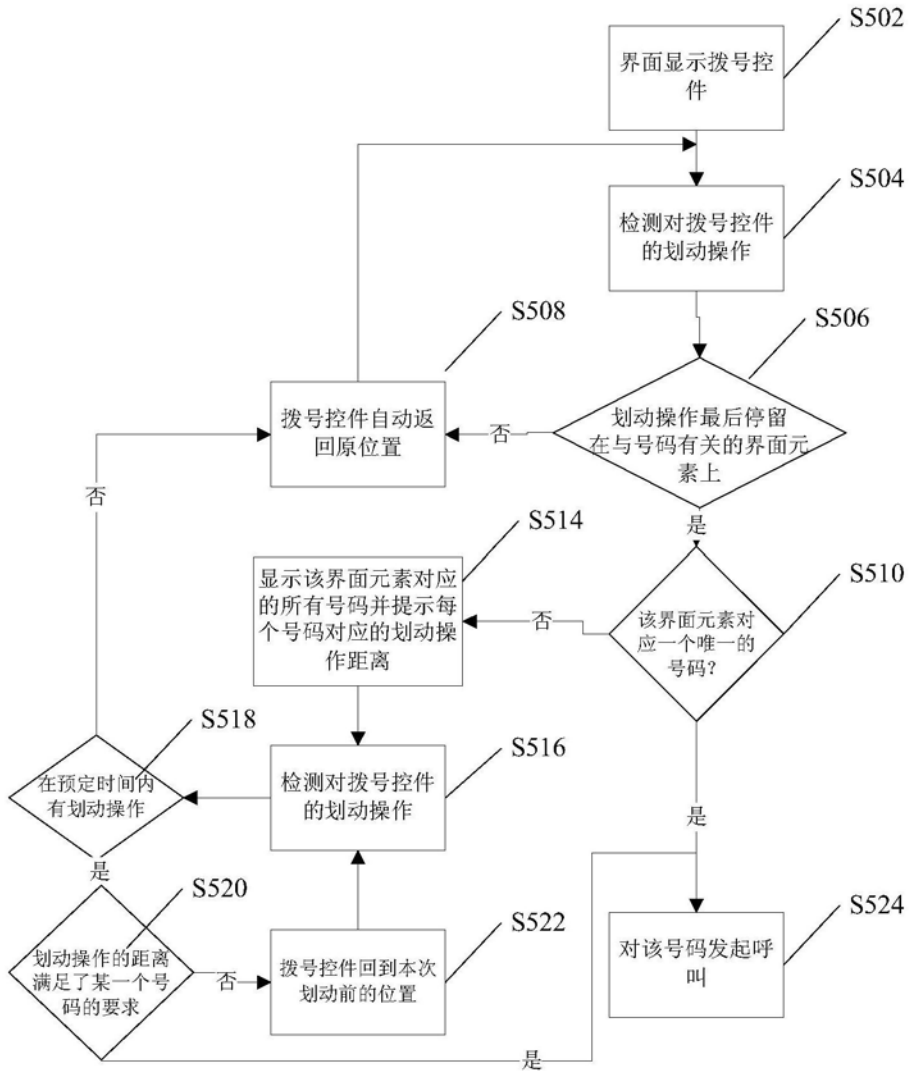 S502
界面显示拨号控
件
S504
检测对拨号控件
的划动操作
S506
划动操作最后停留
在与号码有关的界面元
素上
否
S508
拨号控件自动返
回原位置
是
S510
该界面元素对
应一个唯一的
号码?
否
S514
显示该界面元素对应
的所有号码并提示每
个号码对应的划动操
作距离
S516
检测对拨号控件
的划动操作
S518
在预定时间内
有划动操作
否
是
S520
划动操作的距离
满足了某一个号
码的要求
否
S522
拨号控件回到本次
划动前的位置
是
是
S524
对该号码发起呼
叫